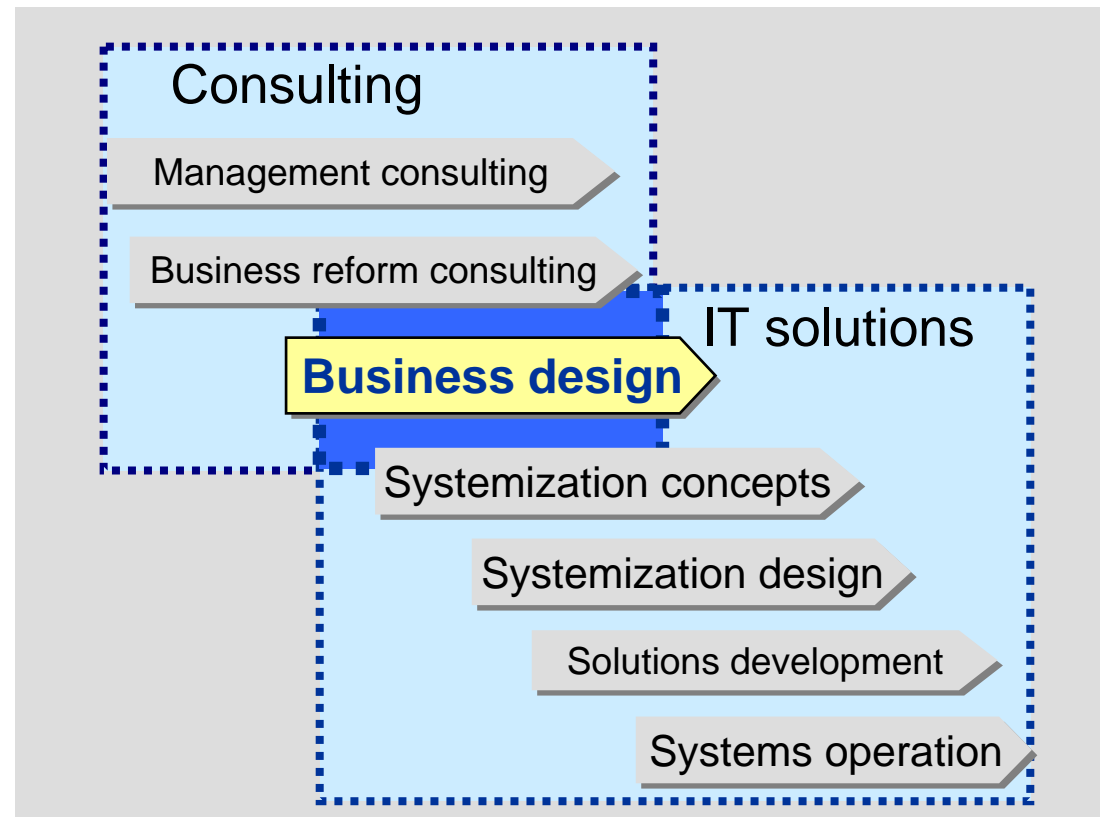 Consulting
Management consulting
Business reform consulting
IT solutions
Business design
Systemization concepts
Systemization design
Solutions development
Systems operation